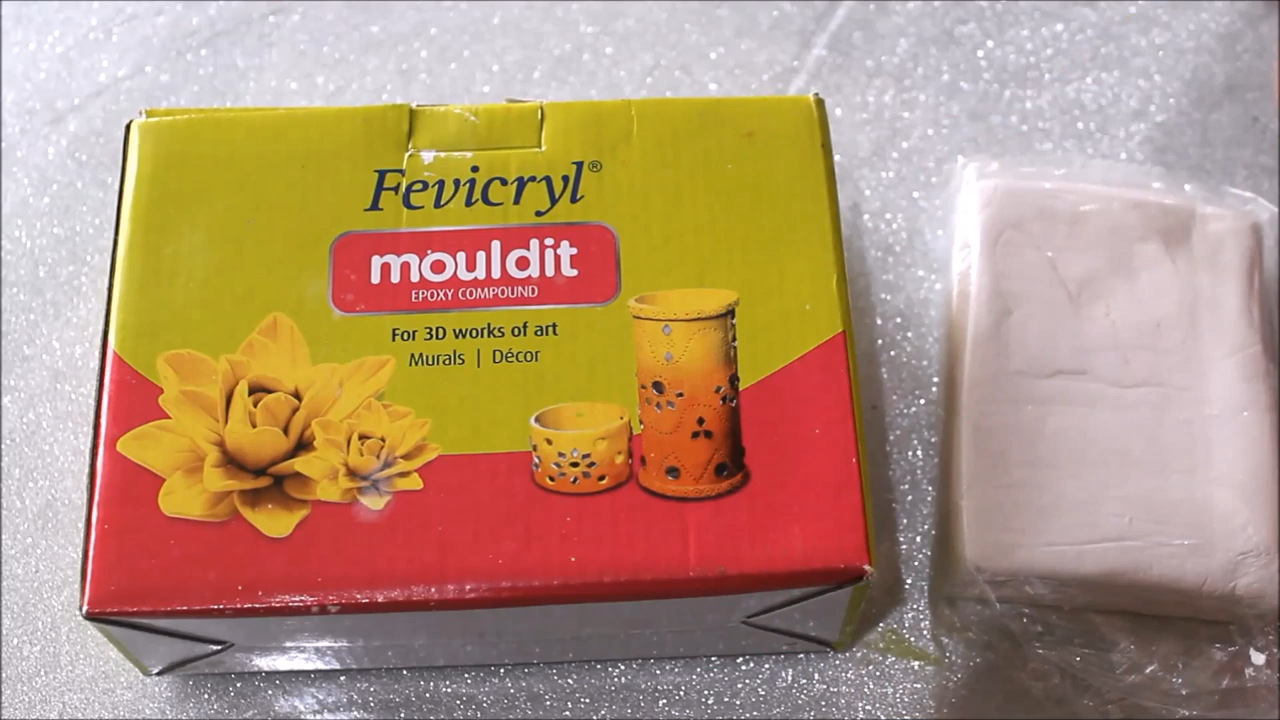 Fevicryl®
mouldit
EPOXY COMPOUND
For 3D works of art
Murals | Décor